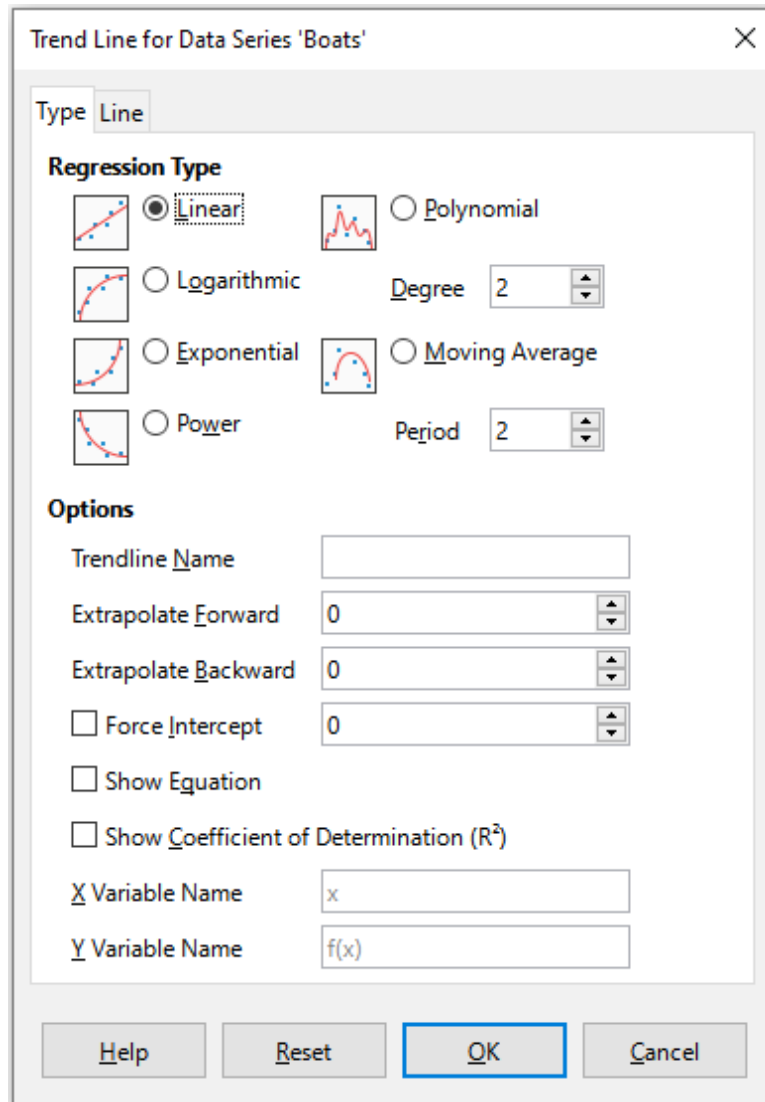 Trend Line for Data Series 'Boats'
Type Line
Regression Type
Linear Polynomial
Logarithmic Degree 2
Exponential Moving Average
Power Period 2
Options
Trendline Name
Extrapolate Forward 0
Extrapolate Backward 0
Force Intercept 0
Show Equation
Show Coefficient of Determination (R²)
X Variable Name x
Y Variable Name f(x)
Help Reset OK Cancel